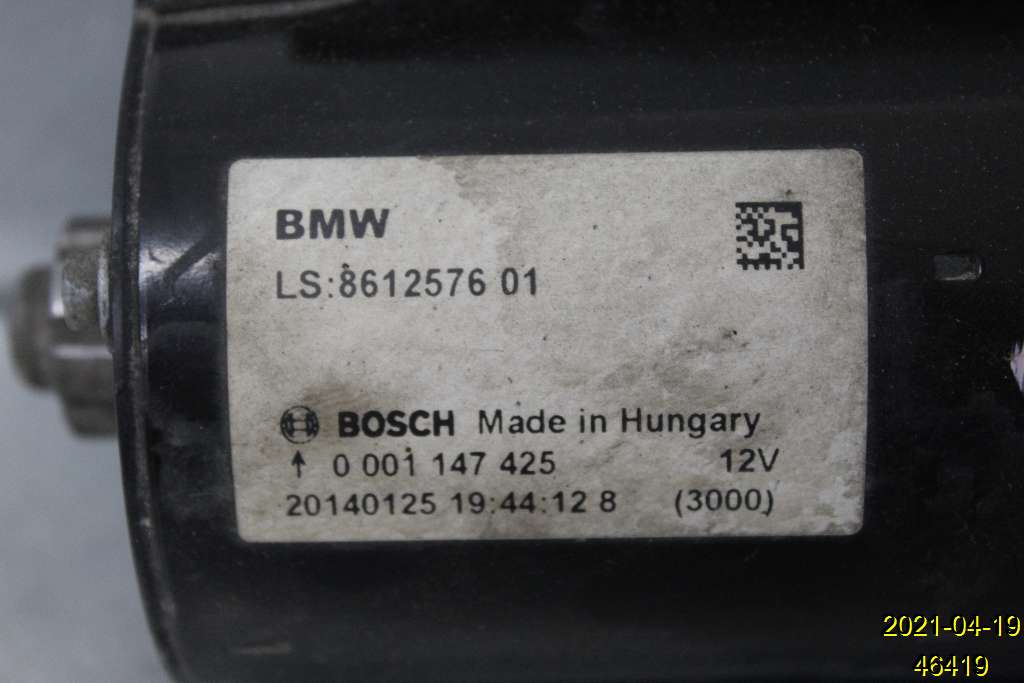 BMW
LS:8612576 01
BOSCH Made in Hungary
↑ 0 001 147 425 12V
20140125 19:44:12 8 (3000)
2021-04-19
46419